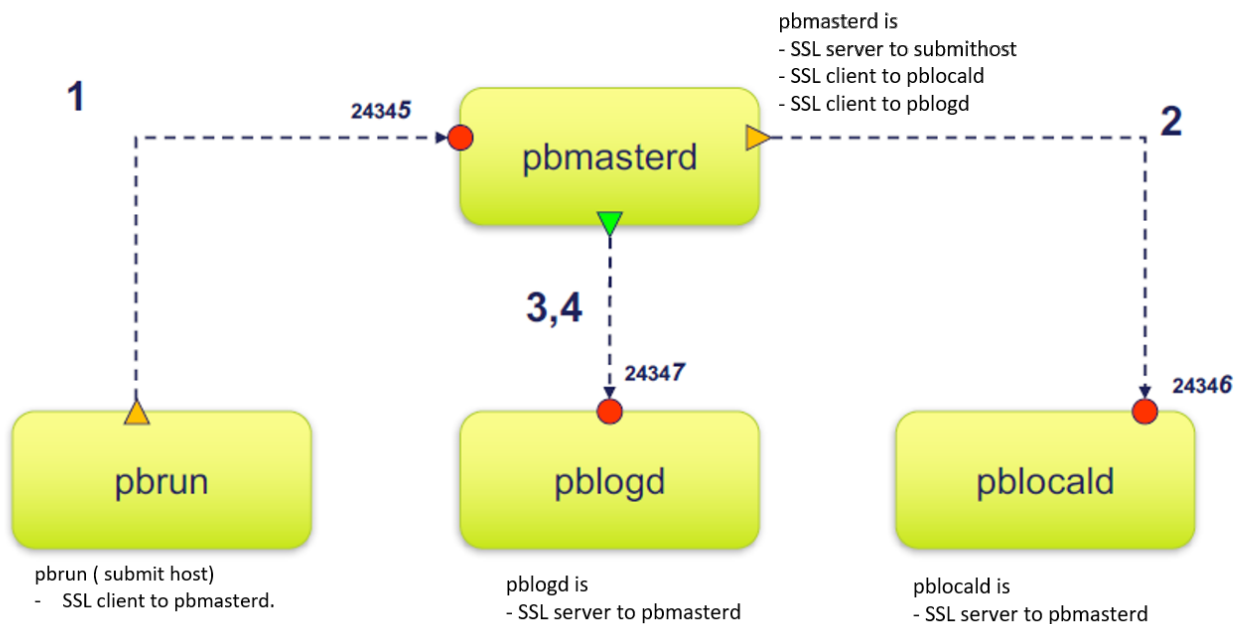 pbmasterd is
- SSL server to submithost
- SSL client to pblocald
- SSL client to pblogd
1
24345
pbmasterd
2
3,4
24347
24346
pbrun
pblogd
pblocald
pbrun ( submit host)
- SSL client to pbmasterd.
pblogd is
- SSL server to pbmasterd
pblocald is
- SSL server to pbmasterd